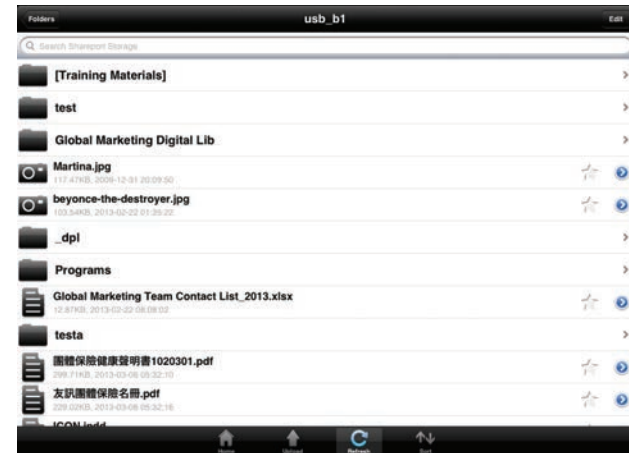 Folders
usb_b1
Edit
Search Shareport Storage
[Training Materials]
test
Global Marketing Digital Lib
Martina.jpg
117.47KB, 2009-12-31 20:09:50
beyonce-the-destroyer.jpg
103.54KB, 2013-02-22 01:35:22
_dpl
Programs
Global Marketing Team Contact List_2013.xlsx
12.87KB, 2013-02-22 08:08:02
testa
團體保險健康聲明書1020301.pdf
299.71KB, 2013-03-06 05:32:10
友訊團體保險名冊.pdf
229.02KB, 2013-03-06 05:32:16
ICON.indd
Home
Upload
Refresh
Sort